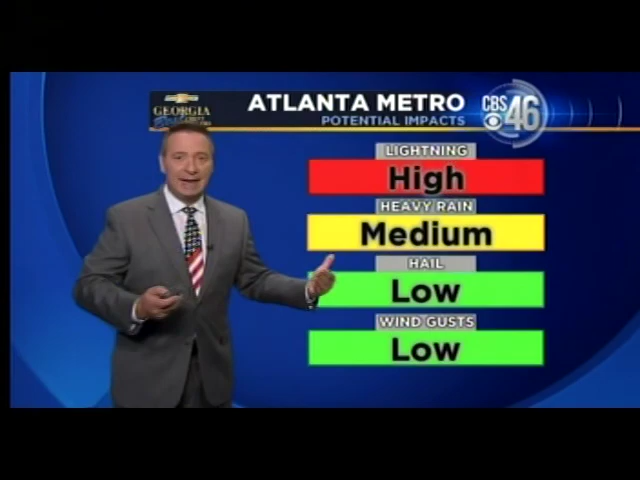 GEORGIA
ATLANTA METRO
POTENTIAL IMPACTS
CBS 46
LIGHTNING
High
HEAVY RAIN
Medium
HAIL
Low
WIND GUSTS
Low